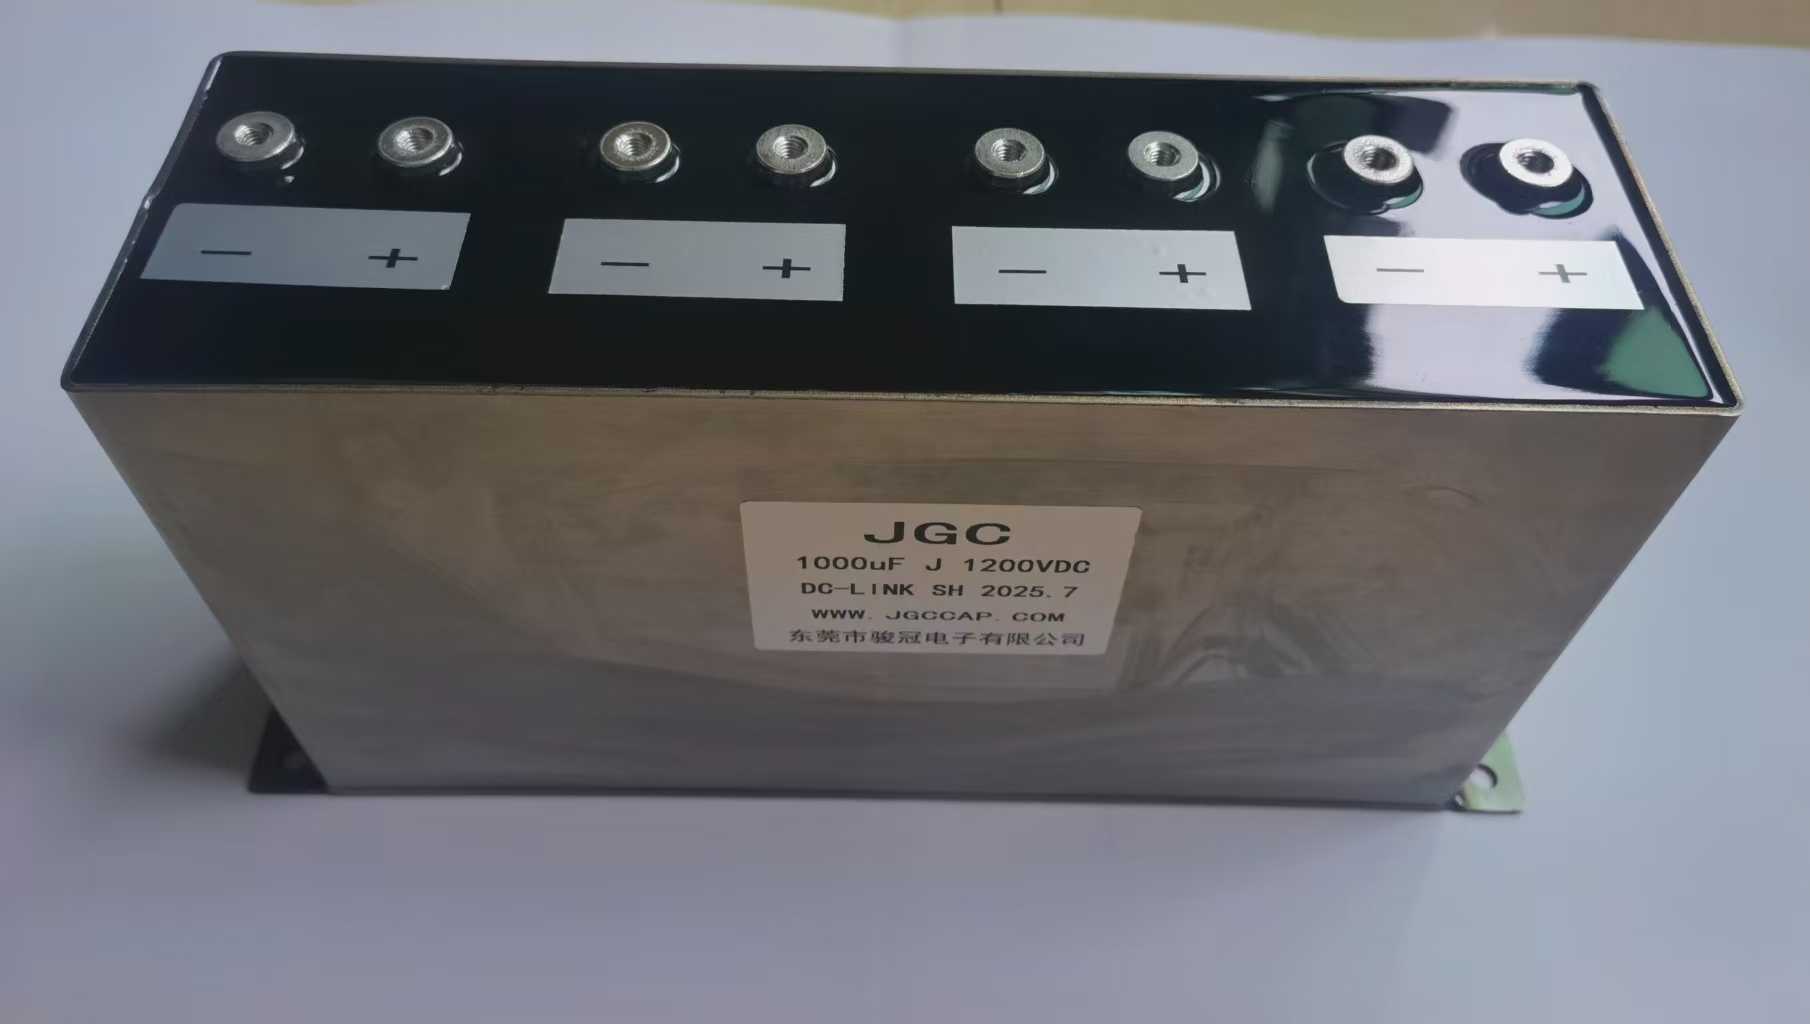 − +
− +
− +
− +
JGC
1000uF J 1200VDC
DC-LINK SH 2025.7
WWW.JGCCAP.COM
东莞市骏冠电子有限公司